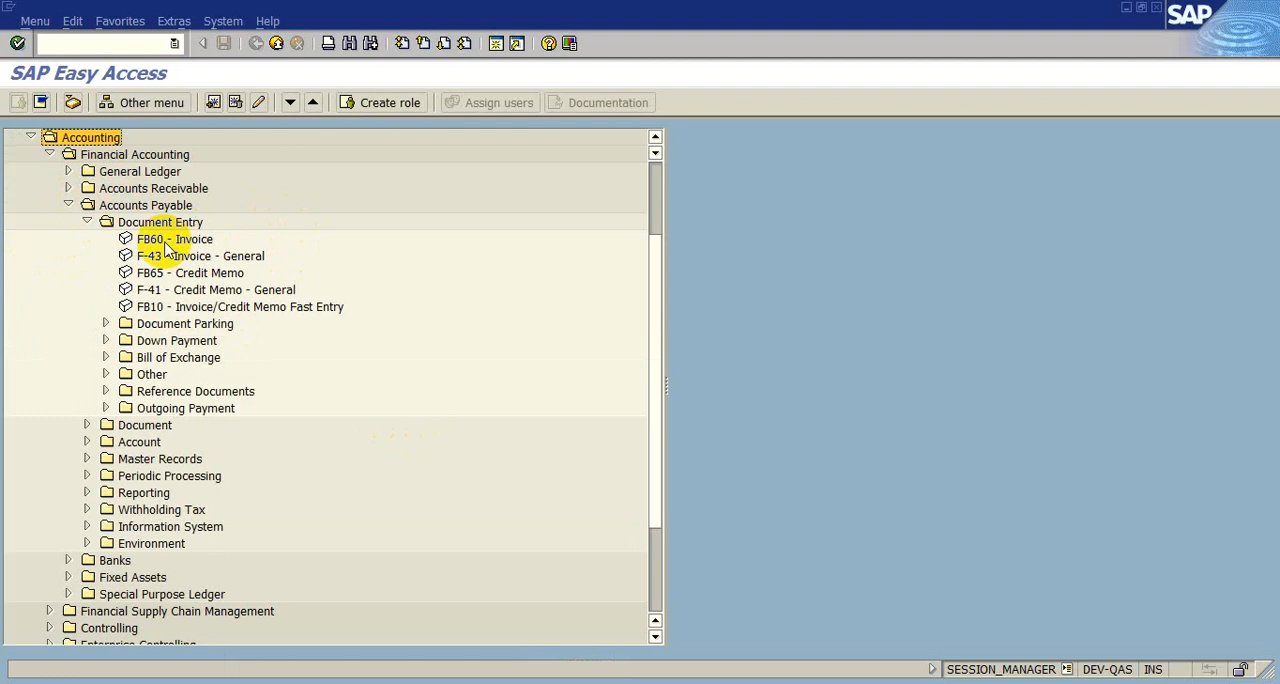 Menu Edit Favorites Extras System Help
SAP
SAP Easy Access
Other menu Create role Assign users Documentation
Accounting
Financial Accounting
General Ledger
Accounts Receivable
Accounts Payable
Document Entry
FB60 - Invoice
F-43 - Invoice - General
FB65 - Credit Memo
F-41 - Credit Memo - General
FB10 - Invoice/Credit Memo Fast Entry
Document Parking
Down Payment
Bill of Exchange
Other
Reference Documents
Outgoing Payment
Document
Account
Master Records
Periodic Processing
Reporting
Withholding Tax
Information System
Environment
Banks
Fixed Assets
Special Purpose Ledger
Financial Supply Chain Management
Controlling
Enterprise Controlling
SESSION_MANAGER DEV-QAS INS